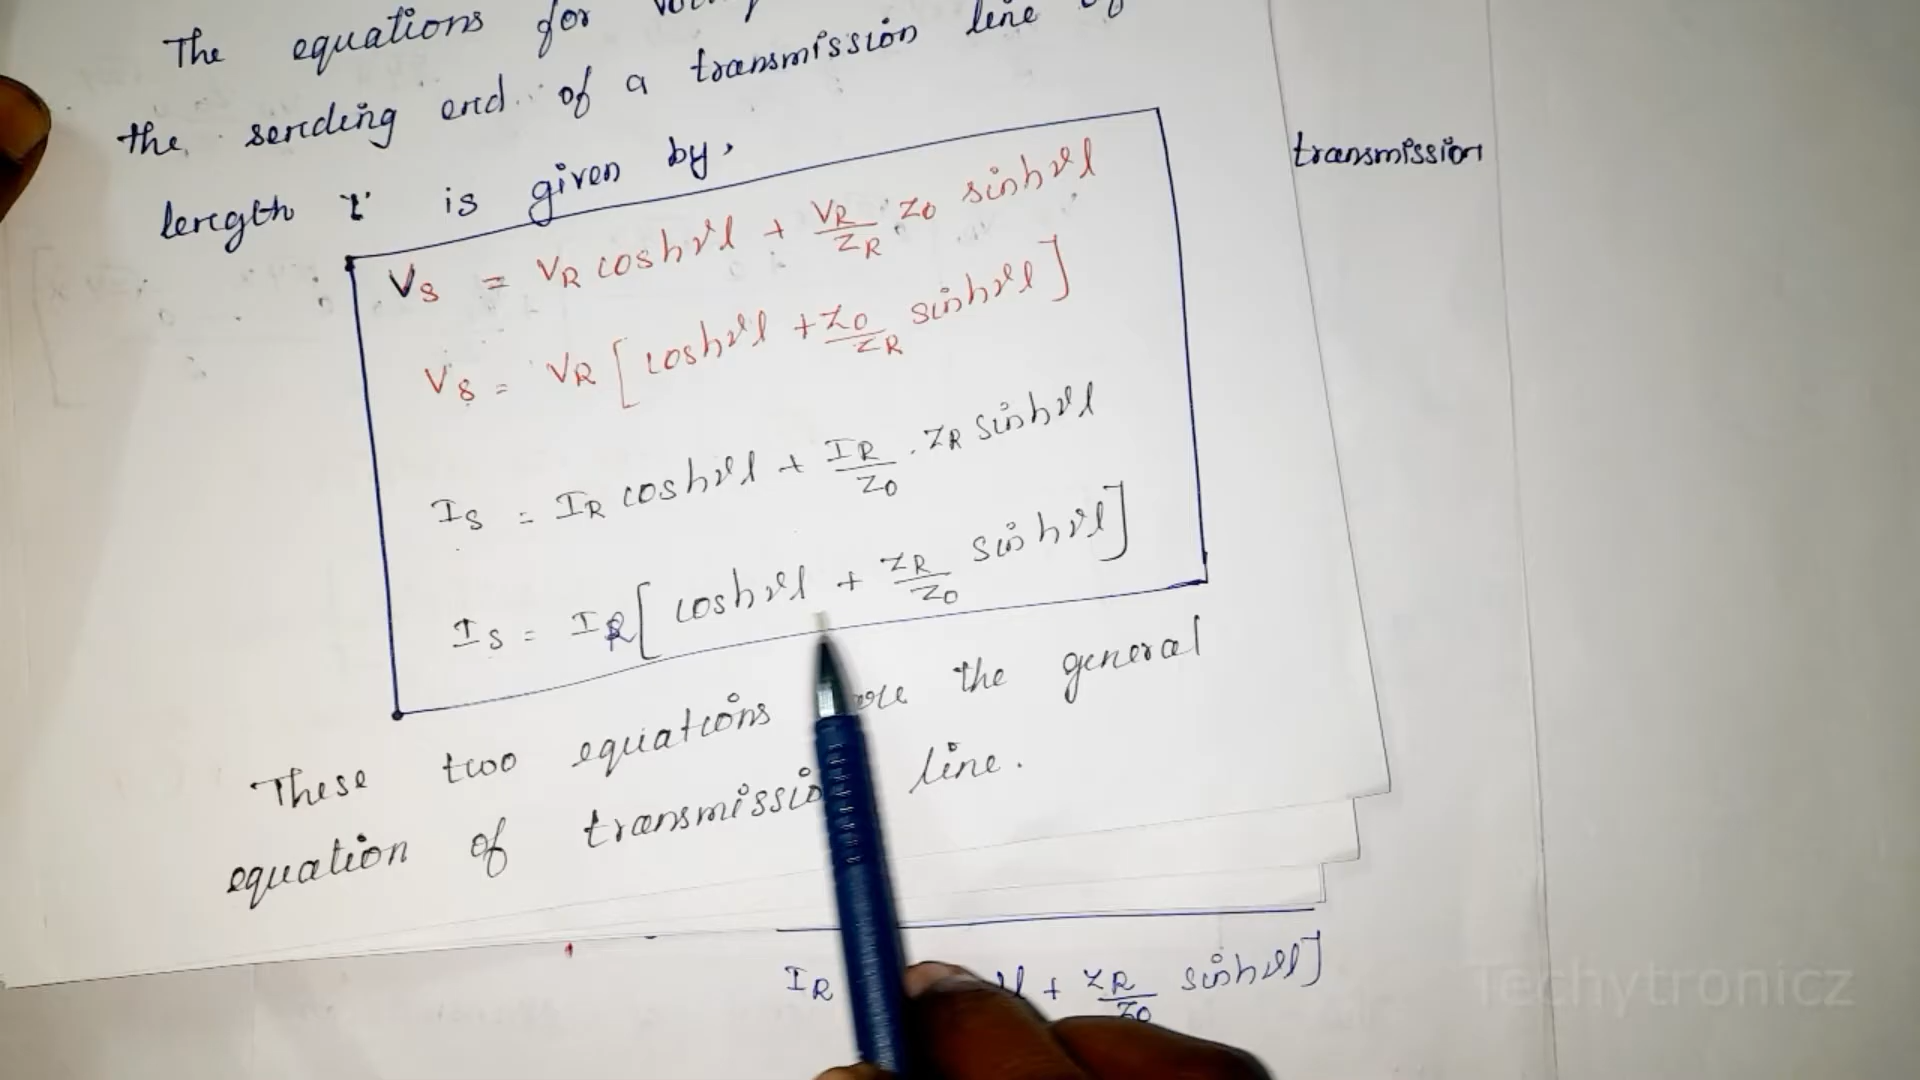 The equations for
the sending end of a transmission line of
length 'l' is given by,
VS = VR coshγl + VR/ZR Z0 sinhγl
VS = VR [coshγl + Z0/ZR sinhγl]
IS = IR coshγl + IR/Z0 . ZR sinhγl
IS = IR [coshγl + ZR/Z0 sinhγl]
These two equations are the general
equation of transmission line.
transmission
IR l + ZR/Z0 sinhγl]
Techytronicz